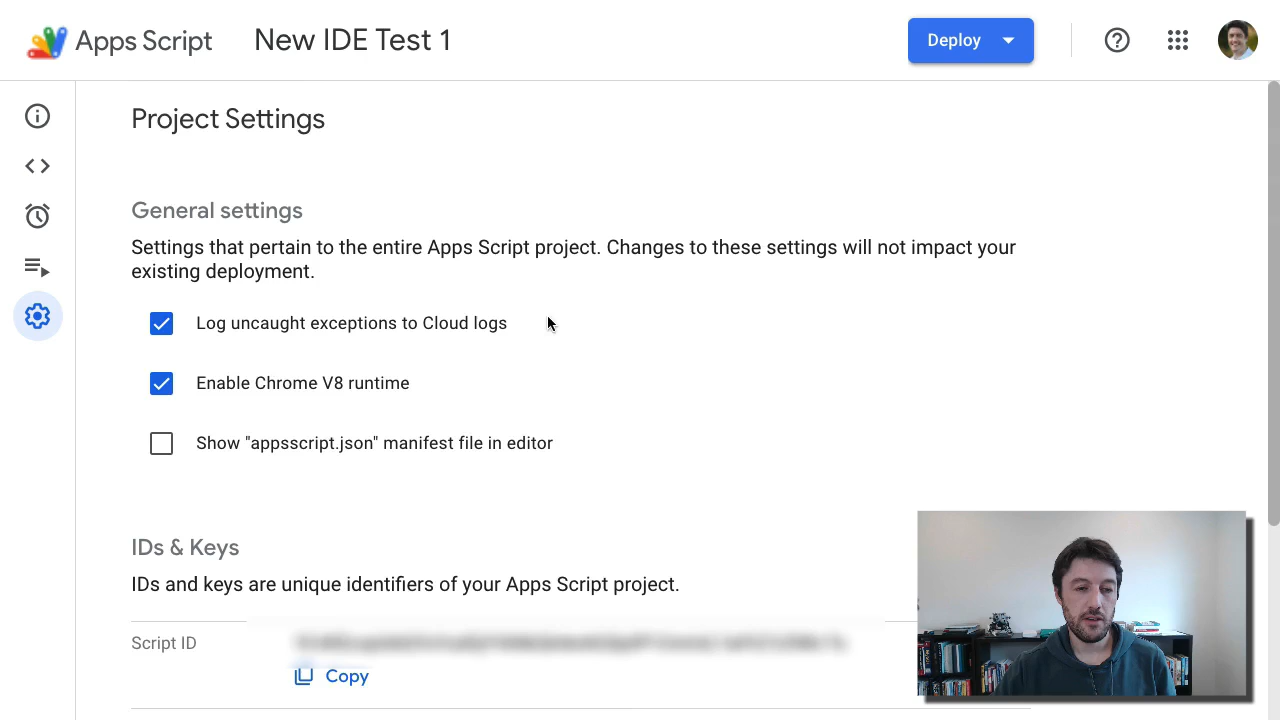 Apps Script
New IDE Test 1
Deploy
Project Settings
General settings
Settings that pertain to the entire Apps Script project. Changes to these settings will not impact your
existing deployment.
Log uncaught exceptions to Cloud logs
Enable Chrome V8 runtime
Show "appsscript.json" manifest file in editor
IDs & Keys
IDs and keys are unique identifiers of your Apps Script project.
Script ID
Copy